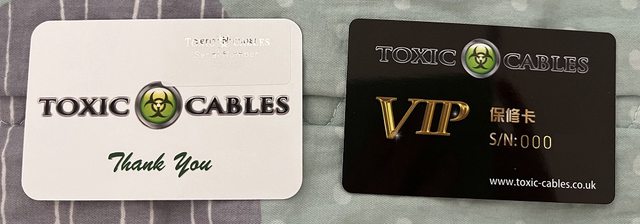 TOXIC CABLES
Thank You
TOXIC CABLES
VIP
保修卡
S/N:000
www.toxic-cables.co.uk